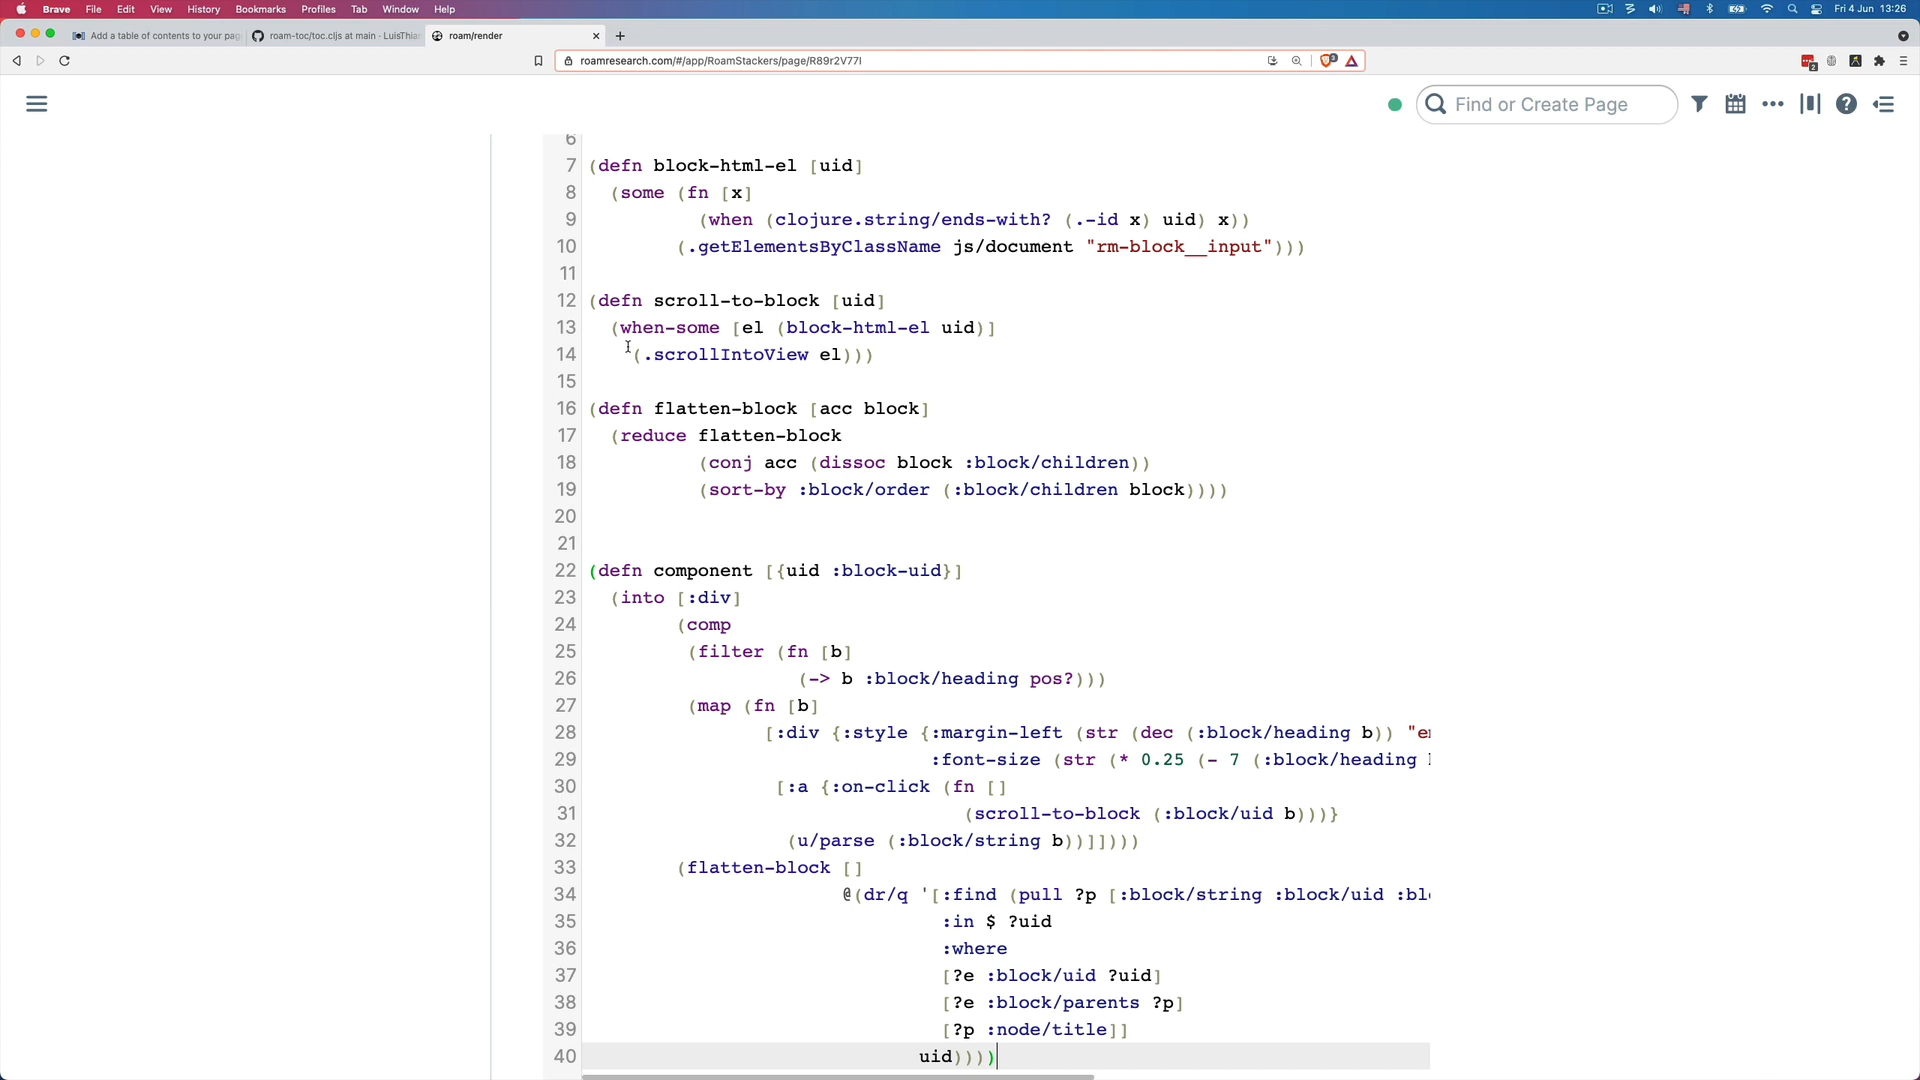 Brave File Edit View History Bookmarks Profiles Tab Window Help Fri 4 Jun 13:26
Add a table of contents to your pag roam-toc/toc.cljs at main · LuisThia roam/render
roamresearch.com/#/app/RoamStackers/page/R89r2V77I
Find or Create Page
6
7 (defn block-html-el [uid]
8 (some (fn [x]
9 (when (clojure.string/ends-with? (.-id x) uid) x))
10 (.getElementsByClassName js/document "rm-block__input")))
11
12 (defn scroll-to-block [uid]
13 (when-some [el (block-html-el uid)]
14 (.scrollIntoView el)))
15
16 (defn flatten-block [acc block]
17 (reduce flatten-block
18 (conj acc (dissoc block :block/children))
19 (sort-by :block/order (:block/children block))))
20
21
22 (defn component [{uid :block-uid}]
23 (into [:div]
24 (comp
25 (filter (fn [b]
26 (-> b :block/heading pos?)))
27 (map (fn [b]
28 [:div {:style {:margin-left (str (dec (:block/heading b)) "e
29 :font-size (str (* 0.25 (- 7 (:block/heading
30 [:a {:on-click (fn []
31 (scroll-to-block (:block/uid b)))}
32 (u/parse (:block/string b))]])))
33 (flatten-block []
34 @(dr/q '[:find (pull ?p [:block/string :block/uid :bl
35 :in $ ?uid
36 :where
37 [?e :block/uid ?uid]
38 [?e :block/parents ?p]
39 [?p :node/title]]
40 uid))))